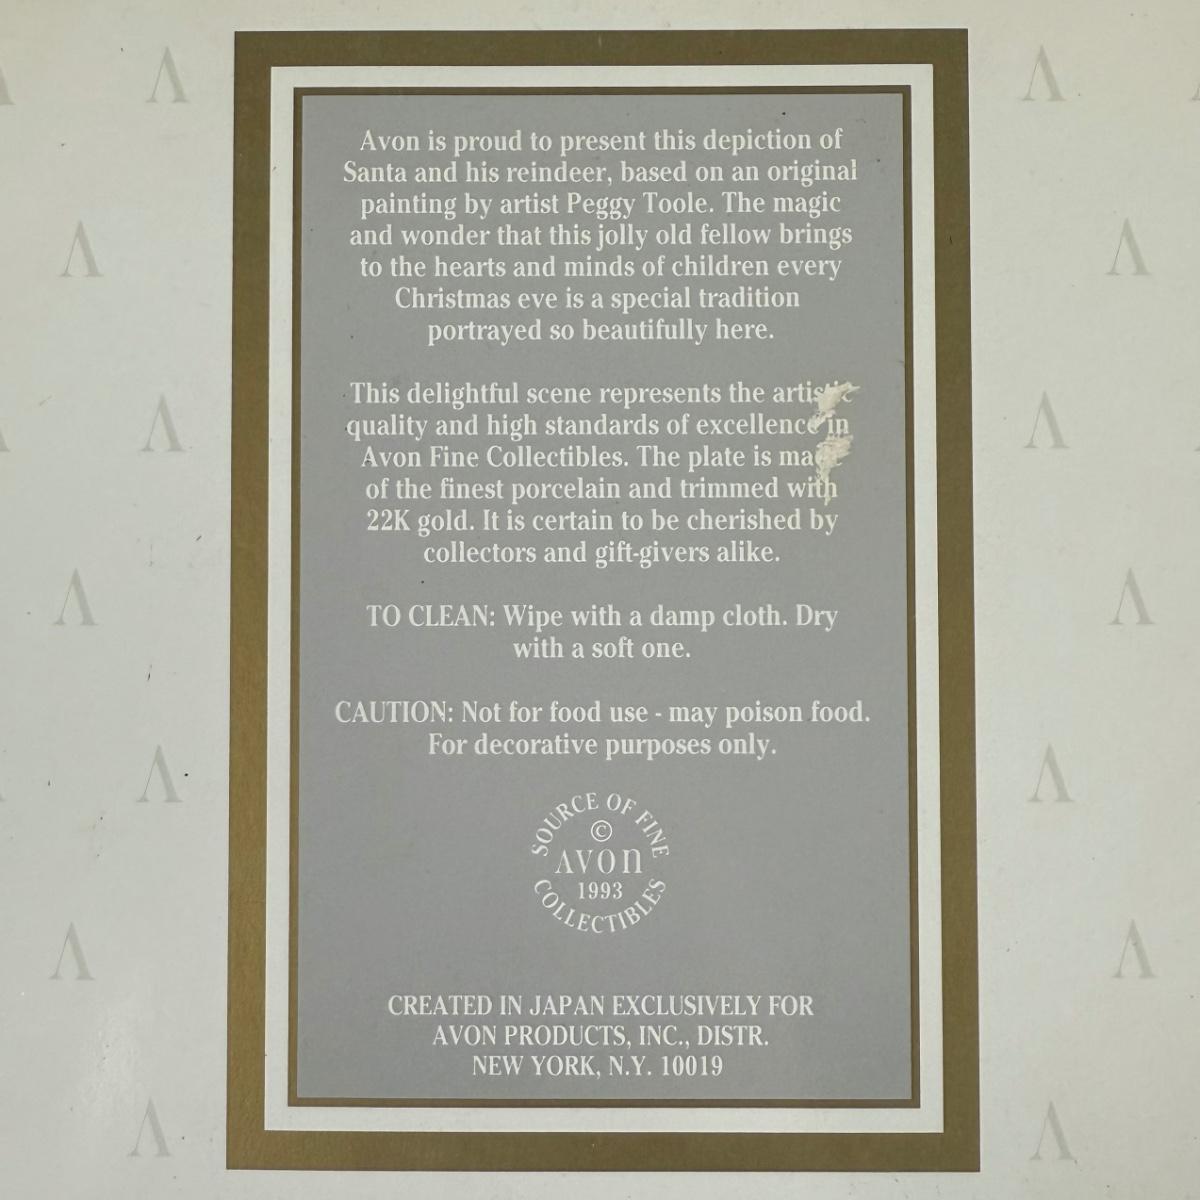 Avon is proud to present this depiction of
Santa and his reindeer, based on an original
painting by artist Peggy Toole. The magic
and wonder that this jolly old fellow brings
to the hearts and minds of children every
Christmas eve is a special tradition
portrayed so beautifully here.
This delightful scene represents the artistic
quality and high standards of excellence in
Avon Fine Collectibles. The plate is made
of the finest porcelain and trimmed with
22K gold. It is certain to be cherished by
collectors and gift-givers alike.
TO CLEAN: Wipe with a damp cloth. Dry
with a soft one.
CAUTION: Not for food use - may poison food.
For decorative purposes only.
SOURCE OF FINE
©
AVON
1993
COLLECTIBLES
CREATED IN JAPAN EXCLUSIVELY FOR
AVON PRODUCTS, INC., DISTR.
NEW YORK, N.Y. 10019